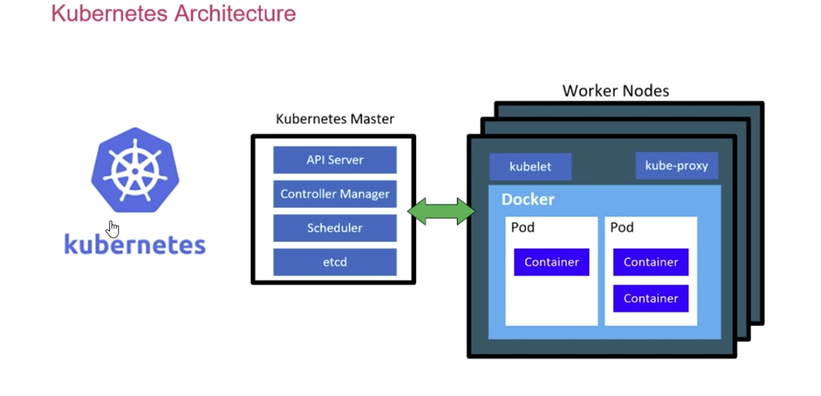 Kubernetes Architecture
kubernetes
Kubernetes Master
API Server
Controller Manager
Scheduler
etcd
Worker Nodes
kubelet
kube-proxy
Docker
Pod
Container
Pod
Container
Container